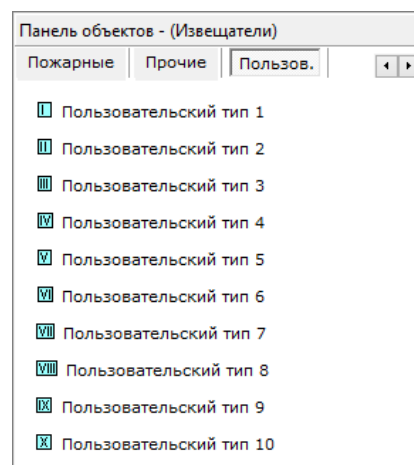 Панель объектов - (Извещатели)
Пожарные Прочие Пользов.
I Пользовательский тип 1
II Пользовательский тип 2
III Пользовательский тип 3
IV Пользовательский тип 4
V Пользовательский тип 5
VI Пользовательский тип 6
VII Пользовательский тип 7
VIII Пользовательский тип 8
IX Пользовательский тип 9
X Пользовательский тип 10